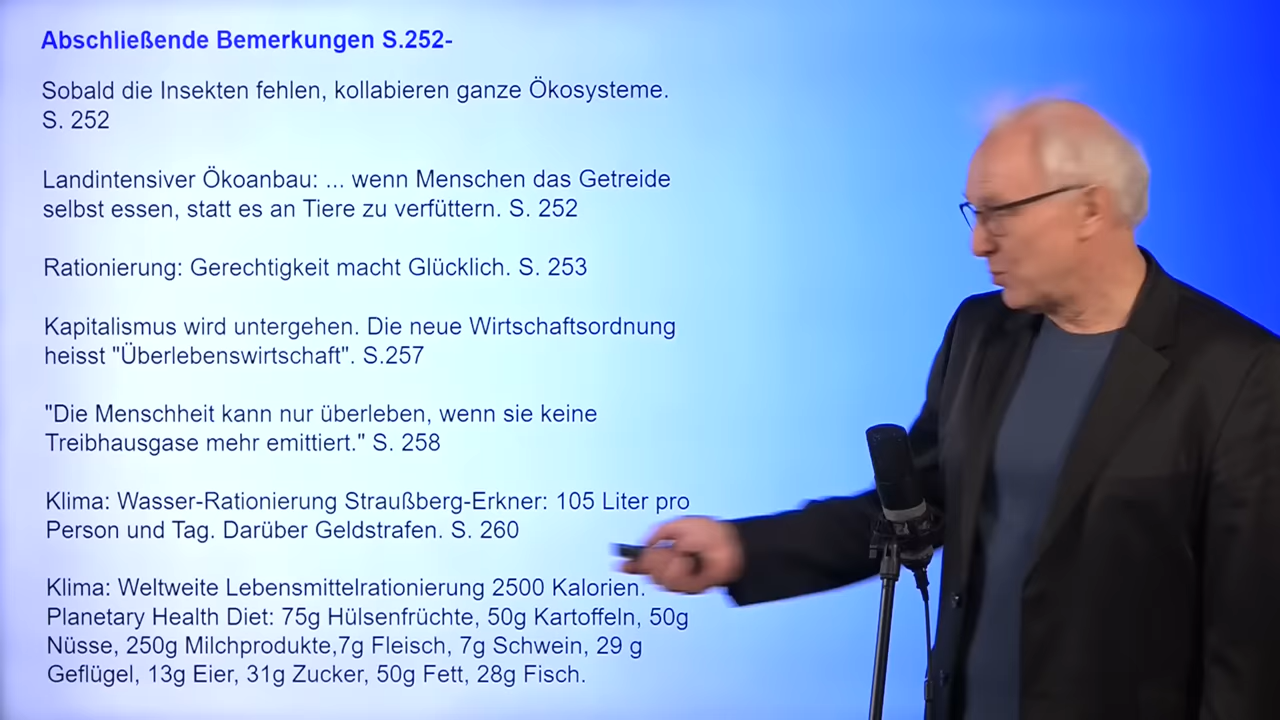 Abschließende Bemerkungen S.252-
Sobald die Insekten fehlen, kollabieren ganze Ökosysteme.
S. 252
Landintensiver Ökoanbau: ... wenn Menschen das Getreide
selbst essen, statt es an Tiere zu verfüttern. S. 252
Rationierung: Gerechtigkeit macht Glücklich. S. 253
Kapitalismus wird untergehen. Die neue Wirtschaftsordnung
heisst "Überlebenswirtschaft". S.257
"Die Menschheit kann nur überleben, wenn sie keine
Treibhausgase mehr emittiert." S. 258
Klima: Wasser-Rationierung Straußberg-Erkner: 105 Liter pro
Person und Tag. Darüber Geldstrafen. S. 260
Klima: Weltweite Lebensmittelrationierung 2500 Kalorien.
Planetary Health Diet: 75g Hülsenfrüchte, 50g Kartoffeln, 50g
Nüsse, 250g Milchprodukte,7g Fleisch, 7g Schwein, 29 g
Geflügel, 13g Eier, 31g Zucker, 50g Fett, 28g Fisch.